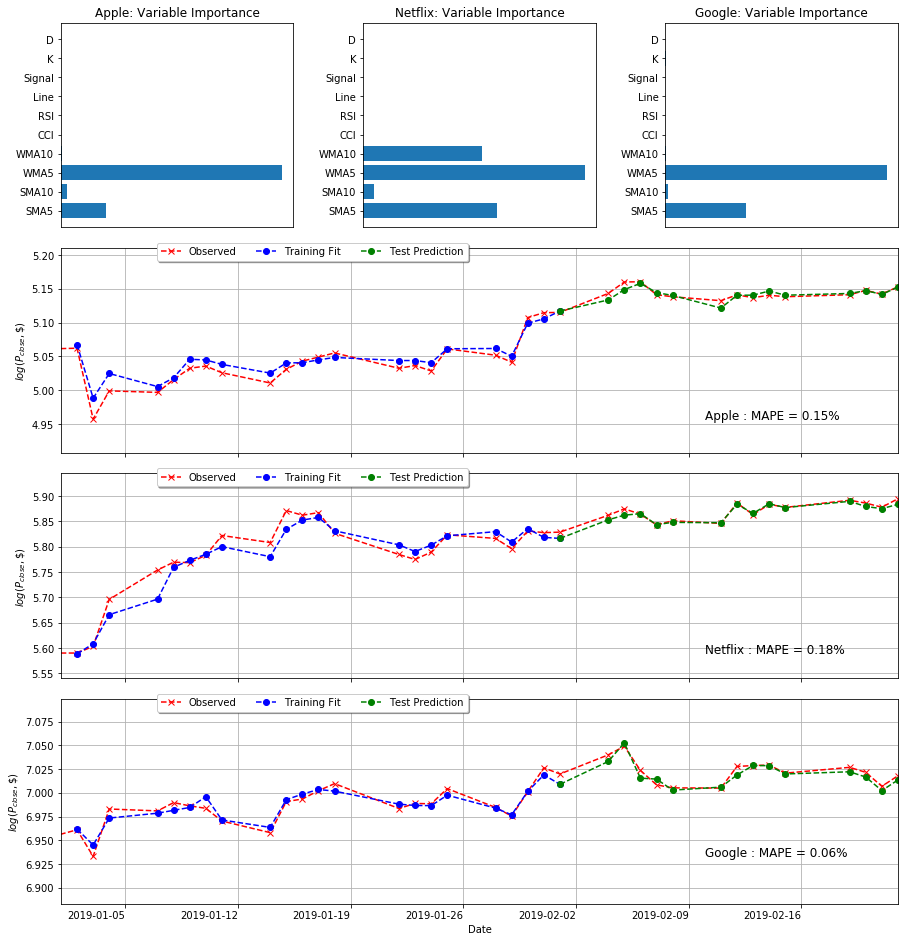 Apple: Variable Importance Netflix: Variable Importance Google: Variable Importance
D D D
K K K
Signal Signal Signal
Line Line Line
RSI RSI RSI
CCI CCI CCI
WMA10 WMA10 WMA10
WMA5 WMA5 WMA5
SMA10 SMA10 SMA10
SMA5 SMA5 SMA5
Observed Training Fit Test Prediction
5.20
5.15
5.10
5.05
5.00
4.95
log(P_close, $)
Apple : MAPE = 0.15%
Observed Training Fit Test Prediction
5.90
5.85
5.80
5.75
5.70
5.65
5.60
5.55
log(P_close, $)
Netflix : MAPE = 0.18%
Observed Training Fit Test Prediction
7.075
7.050
7.025
7.000
6.975
6.950
6.925
6.900
log(P_close, $)
Google : MAPE = 0.06%
2019-01-05 2019-01-12 2019-01-19 2019-01-26 2019-02-02 2019-02-09 2019-02-16
Date